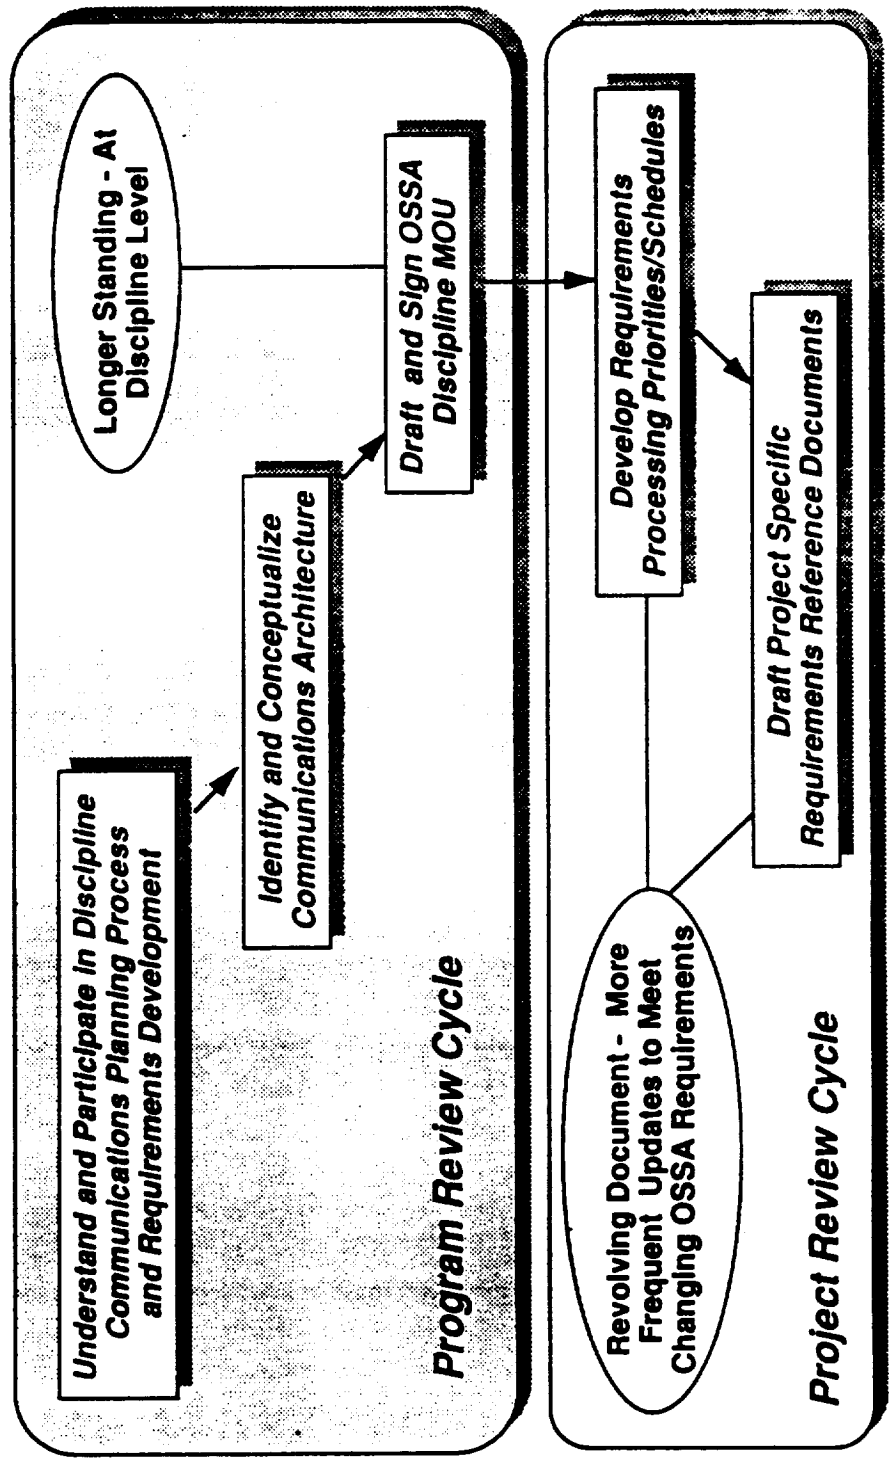 Understand and Participate in Discipline
Communications Planning Process
and Requirements Development
Longer Standing - At
Discipline Level
Identify and Conceptualize
Communications Architecture
Draft and Sign OSSA
Discipline MOU
Program Review Cycle
Revolving Document - More
Frequent Updates to Meet
Changing OSSA Requirements
Develop Requirements
Processing Priorities/Schedules
Draft Project Specific
Requirements Reference Documents
Project Review Cycle